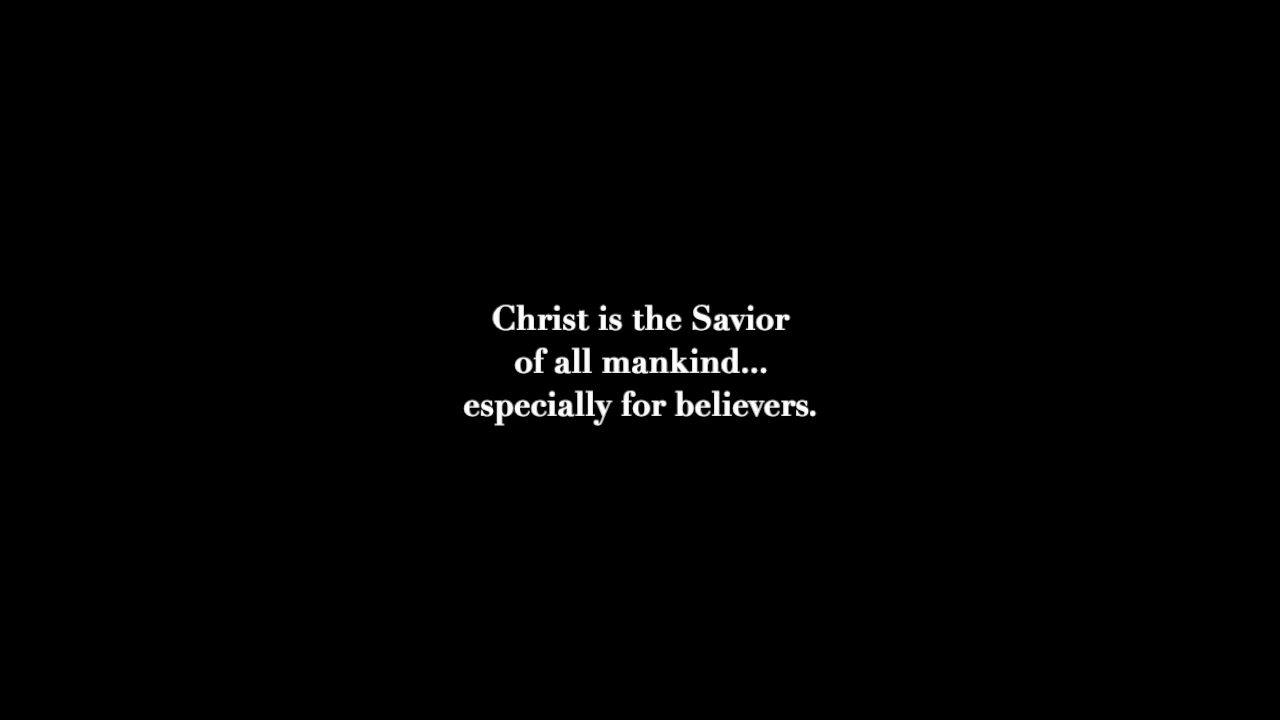 Christ is the Savior
of all mankind...
especially for believers.